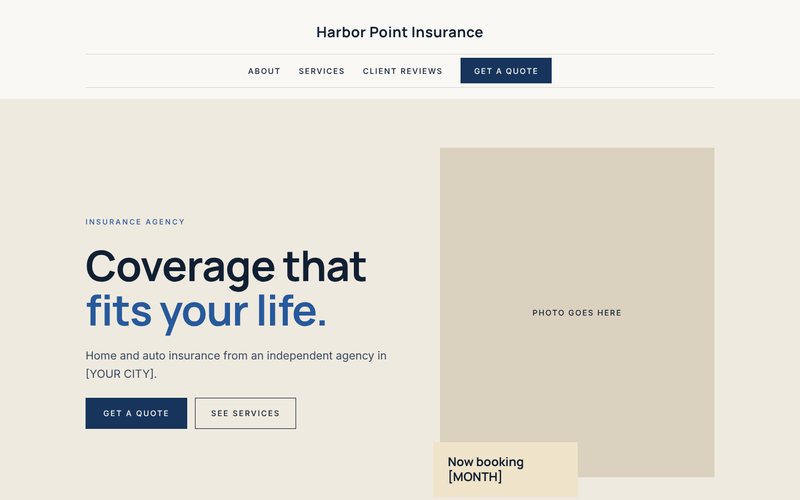 Harbor Point Insurance
ABOUT
SERVICES
CLIENT REVIEWS
GET A QUOTE
INSURANCE AGENCY
Coverage that
fits your life.
Home and auto insurance from an independent agency in
[YOUR CITY].
GET A QUOTE
SEE SERVICES
PHOTO GOES HERE
Now booking
[MONTH]